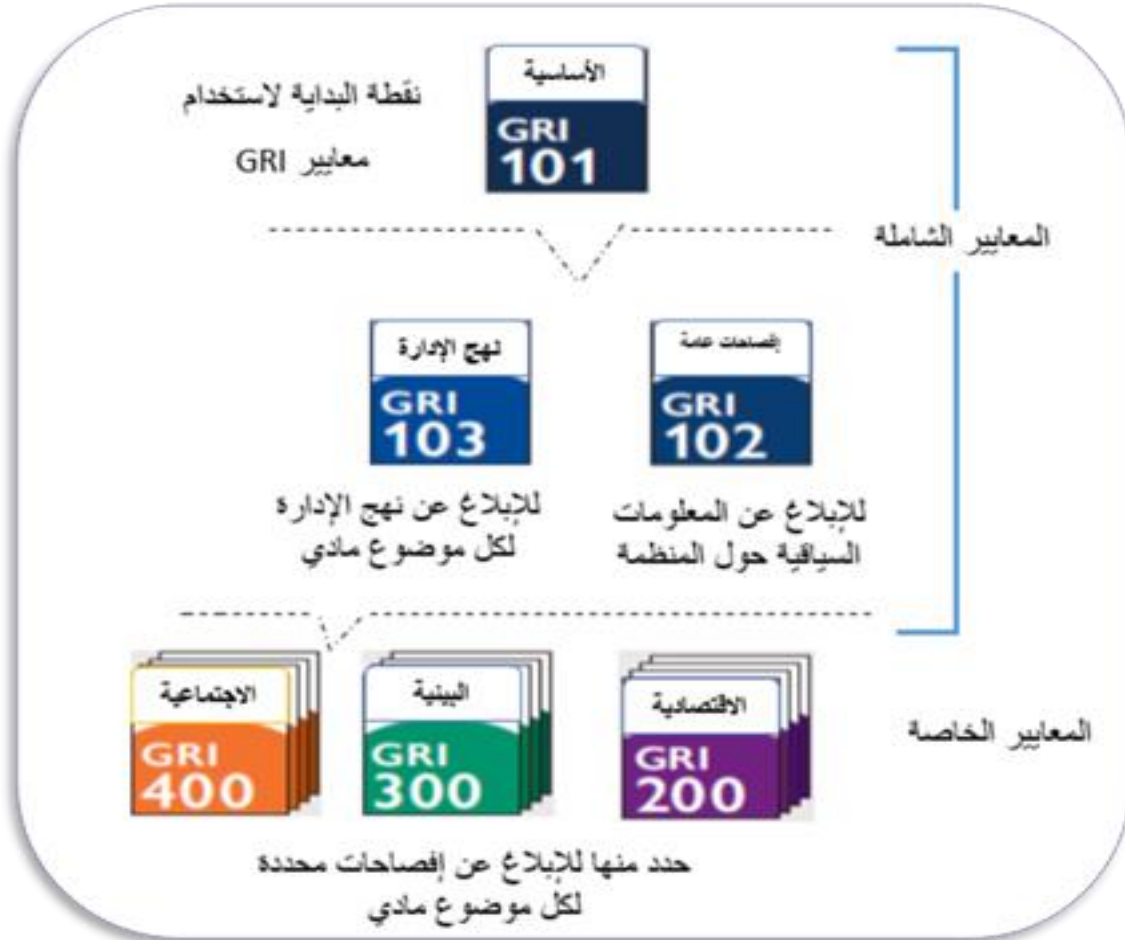 الأساسية
GRI
101
نقطة البداية لاستخدام
معايير GRI
المعايير الشاملة
إفصاحات عامة
GRI
102
نهج الإدارة
GRI
103
للإبلاغ عن المعلومات
السياقية حول المنظمة
للإبلاغ عن نهج الإدارة
لكل موضوع مادي
المعايير الخاصة
الاقتصادية
GRI
200
البيئية
GRI
300
الاجتماعية
GRI
400
حدد منها للإبلاغ عن إفصاحات محددة
لكل موضوع مادي